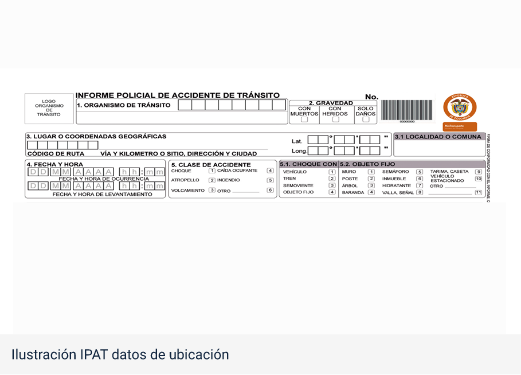 LOGO
ORGANISMO
DE
TRANSITO
INFORME POLICIAL DE ACCIDENTE DE TRÁNSITO
No.
1. ORGANISMO DE TRÁNSITO
2. GRAVEDAD
CON MUERTOS
CON HERIDOS
SOLO DAÑOS
3. LUGAR O COORDENADAS GEOGRÁFICAS
Lat.
Long.
3.1 LOCALIDAD O COMUNA
CÓDIGO DE RUTA
VÍA Y KILOMETRO O SITIO, DIRECCIÓN Y CIUDAD
4. FECHA Y HORA
D D M M A A A A h h : m m
FECHA Y HORA DE OCURRENCIA
D D M M A A A A h h : m m
FECHA Y HORA DE LEVANTAMIENTO
5. CLASE DE ACCIDENTE
CHOQUE 1 CAÍDA OCUPANTE 4
ATROPELLO 2 INCENDIO 5
VOLCAMIENTO 3 OTRO 6
5.1. CHOQUE CON
VEHÍCULO 1
TREN 2
SEMOVIENTE 3
OBJETO FIJO 4
5.2. OBJETO FIJO
MURO 1 SEMÁFORO 5 TARIMA, CASETA 9
POSTE 2 INMUEBLE 6 VEHÍCULO ESTACIONADO 10
ÁRBOL 3 HIDRATANTE 7 OTRO
BARANDA 4 VALLA, SEÑAL 8 11
Ilustración IPAT datos de ubicación